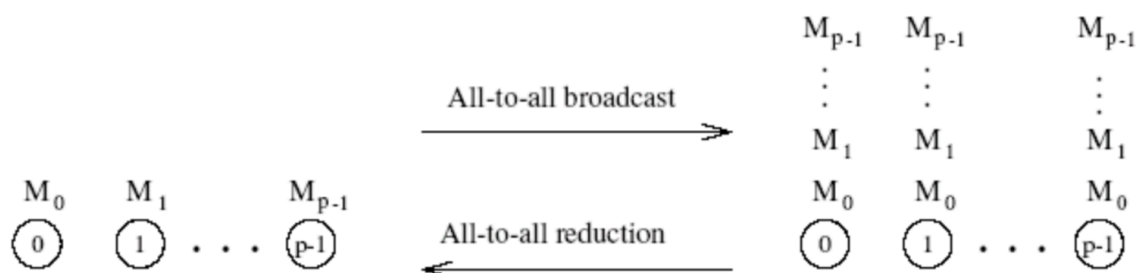 M_{p-1} M_{p-1} M_{p-1}
All-to-all broadcast
M_1 M_1 M_1
M_0 M_1 M_{p-1} M_0 M_0 M_0
All-to-all reduction
0 1 . . . p-1 0 1 . . . p-1